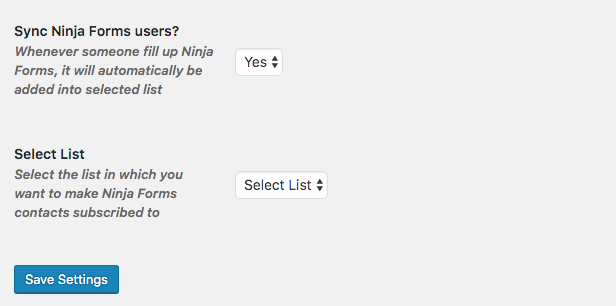 Sync Ninja Forms users?
Whenever someone fill up Ninja
Forms, it will automatically be
added into selected list
Yes
Select List
Select the list in which you
want to make Ninja Forms
contacts subscribed to
Select List
Save Settings